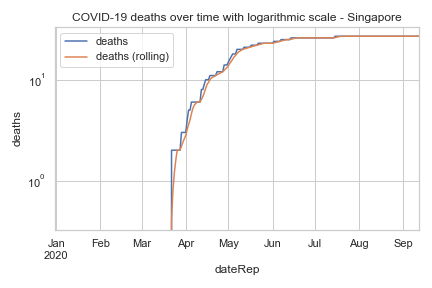 COVID-19 deaths over time with logarithmic scale - Singapore
deaths
deaths (rolling)
10¹
10⁰
deaths
Jan Feb Mar Apr May Jun Jul Aug Sep
2020
dateRep